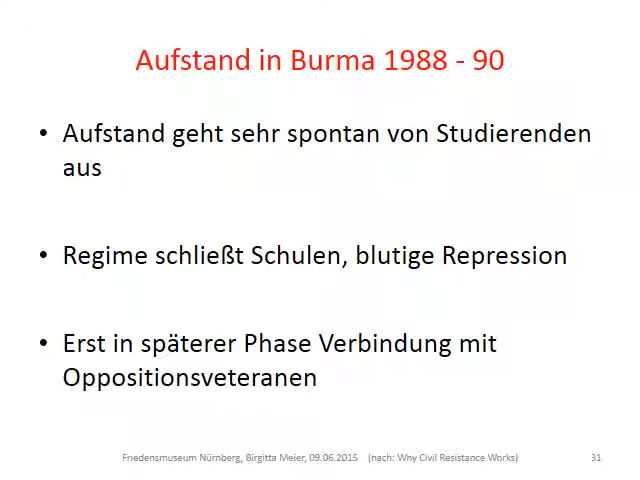 Aufstand in Burma 1988 - 90
• Aufstand geht sehr spontan von Studierenden
aus
• Regime schließt Schulen, blutige Repression
• Erst in späterer Phase Verbindung mit
Oppositionsveteranen
Friedensmuseum Nürnberg, Birgitta Meier, 09.06.2015 (nach: Why Civil Resistance Works) 31